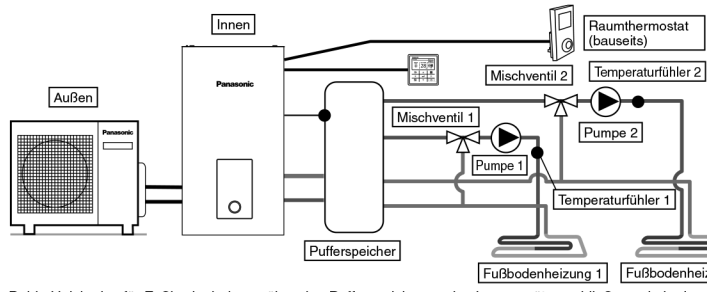 Innen
Raumthermostat
(bauseits)
Mischventil 2
Temperaturfühler 2
Panasonic
Außen
Panasonic
Mischventil 1
Pumpe 2
Pumpe 1
Temperaturfühler 1
Pufferspeicher
Fußbodenheizung 1
Fußbodenheiz